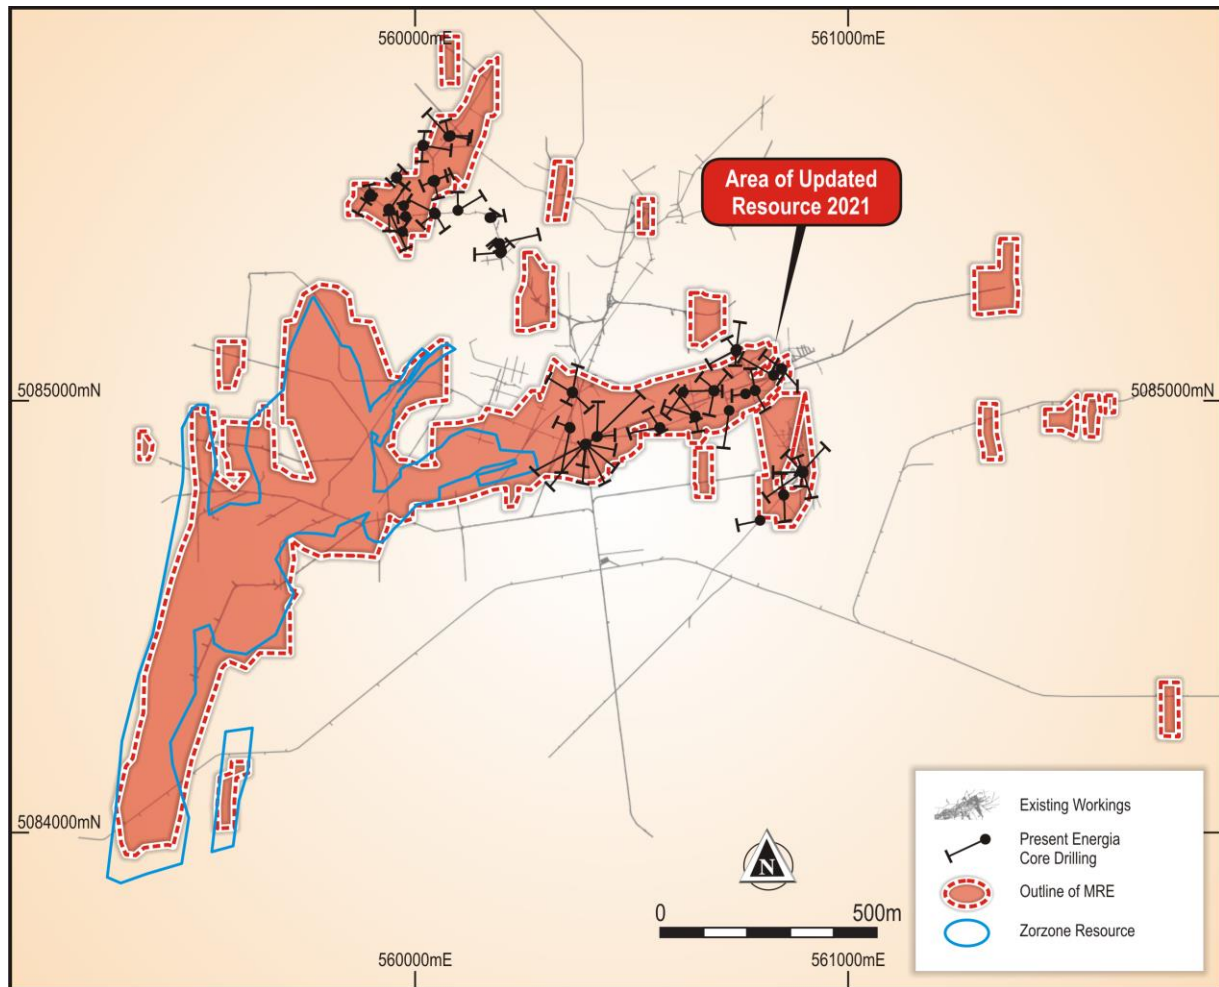 560000mE
561000mE
Area of Updated
Resource 2021
5085000mN
5085000mN
5084000mN
Existing Workings
Present Energia
Core Drilling
Outline of MRE
Zorzone Resource
N
0
500m
560000mE
561000mE